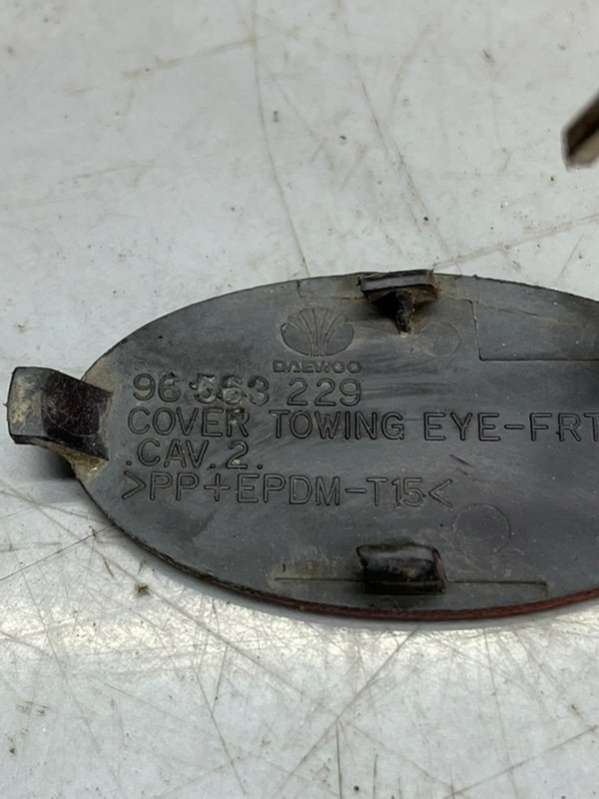 DAEWOO
96 563 229
COVER TOWING EYE-FRT
.CAV.2.
>PP+EPDM-T15<